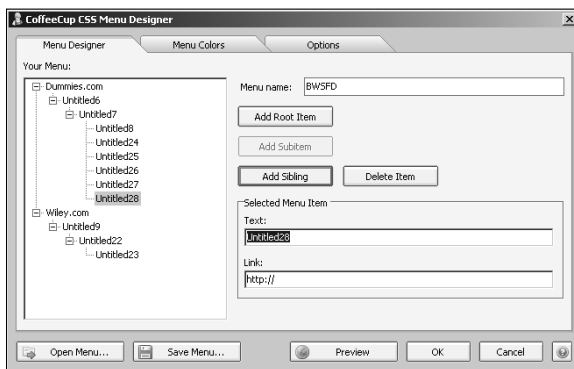 CoffeeCup CSS Menu Designer
Menu Designer Menu Colors Options
Your Menu:
Dummies.com
Untitled6
Untitled7
Untitled8
Untitled24
Untitled25
Untitled26
Untitled27
Untitled28
Wiley.com
Untitled9
Untitled22
Untitled23
Menu name: BWSFD
Add Root Item
Add Subitem
Add Sibling Delete Item
Selected Menu Item
Text:
Untitled28
Link:
http://
Open Menu... Save Menu... Preview OK Cancel